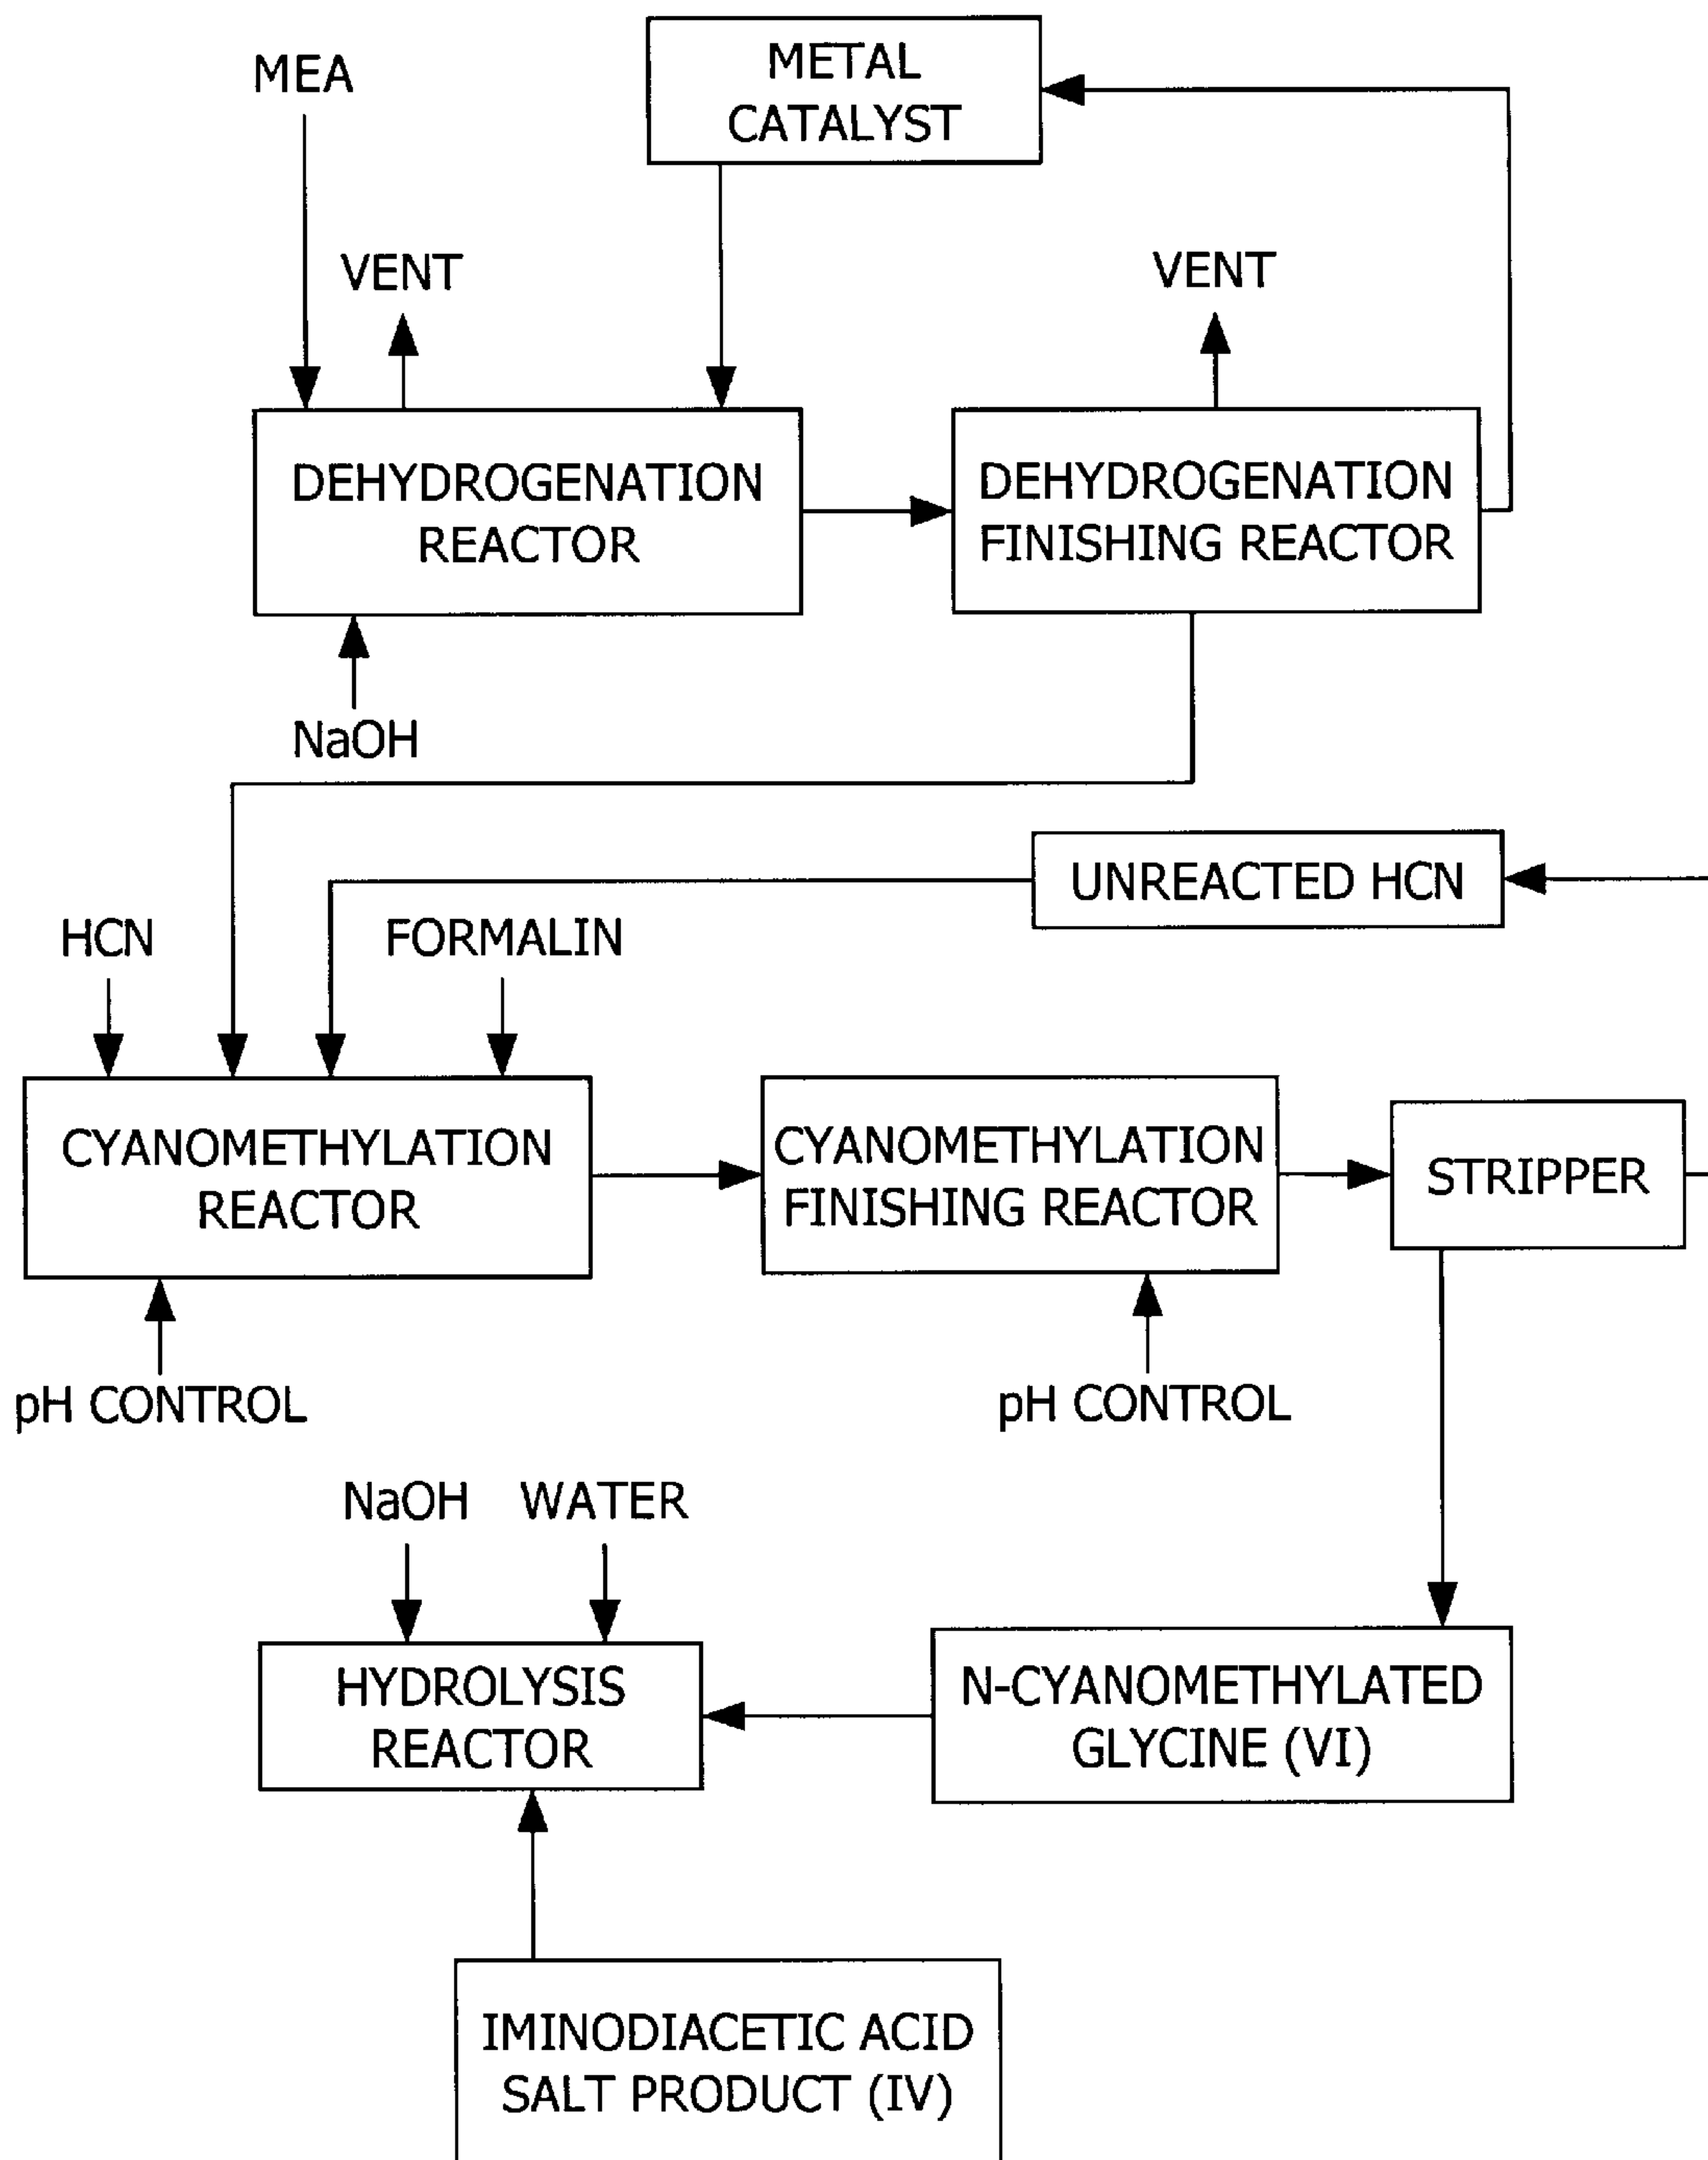 MEA
METAL
CATALYST
VENT
VENT
DEHYDROGENATION
REACTOR
DEHYDROGENATION
FINISHING REACTOR
NaOH
UNREACTED HCN
HCN
FORMALIN
CYANOMETHYLATION
REACTOR
CYANOMETHYLATION
FINISHING REACTOR
STRIPPER
pH CONTROL
pH CONTROL
NaOH
WATER
HYDROLYSIS
REACTOR
N-CYANOMETHYLATED
GLYCINE (VI)
IMINODIACETIC ACID
SALT PRODUCT (IV)